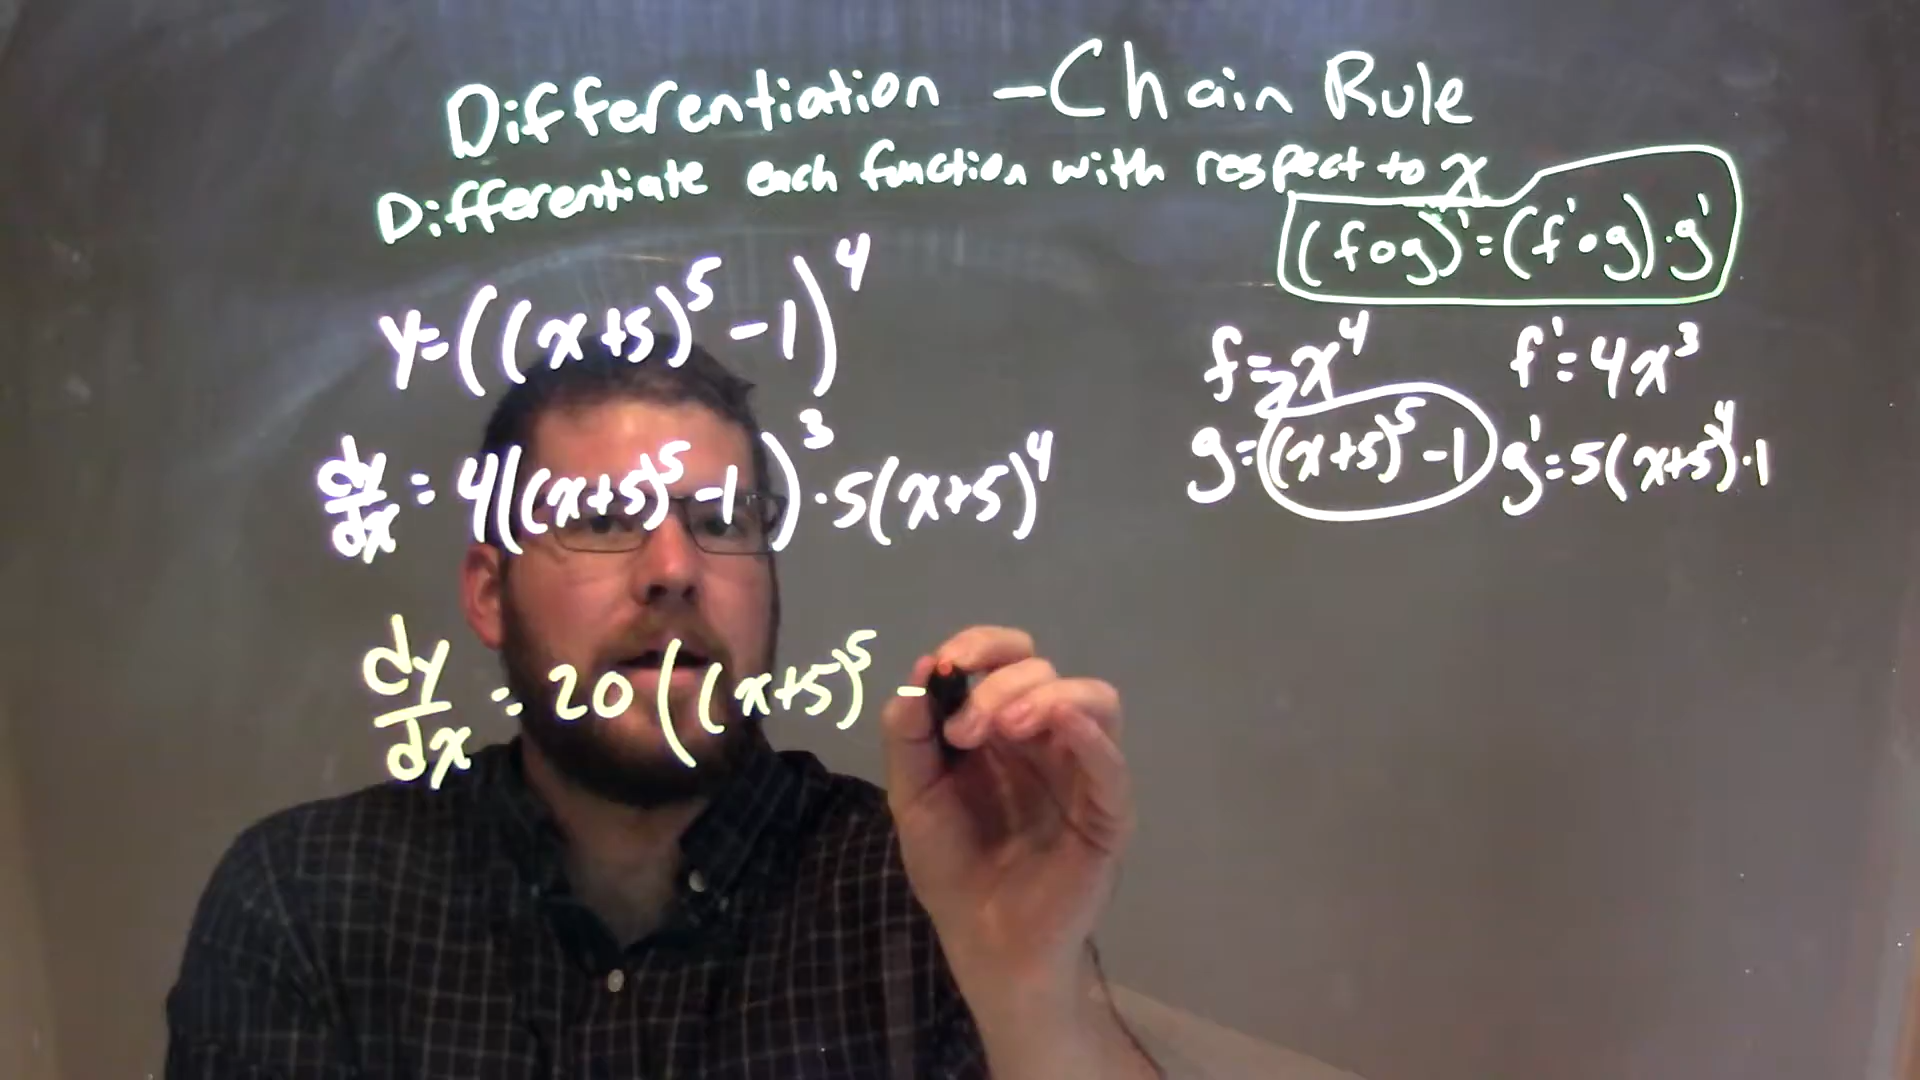 Differentiation - Chain Rule
Differentiate each function with respect to x
(fog)'=(f'og)·g'
y=((x+5)^5-1)^4
f=x^4 f'=4x^3
g=(x+5)^5-1 g'=5(x+5)^4·1
dy/dx=4((x+5)^5-1)^3·5(x+5)^4
dy/dx=20((x+5)^5-